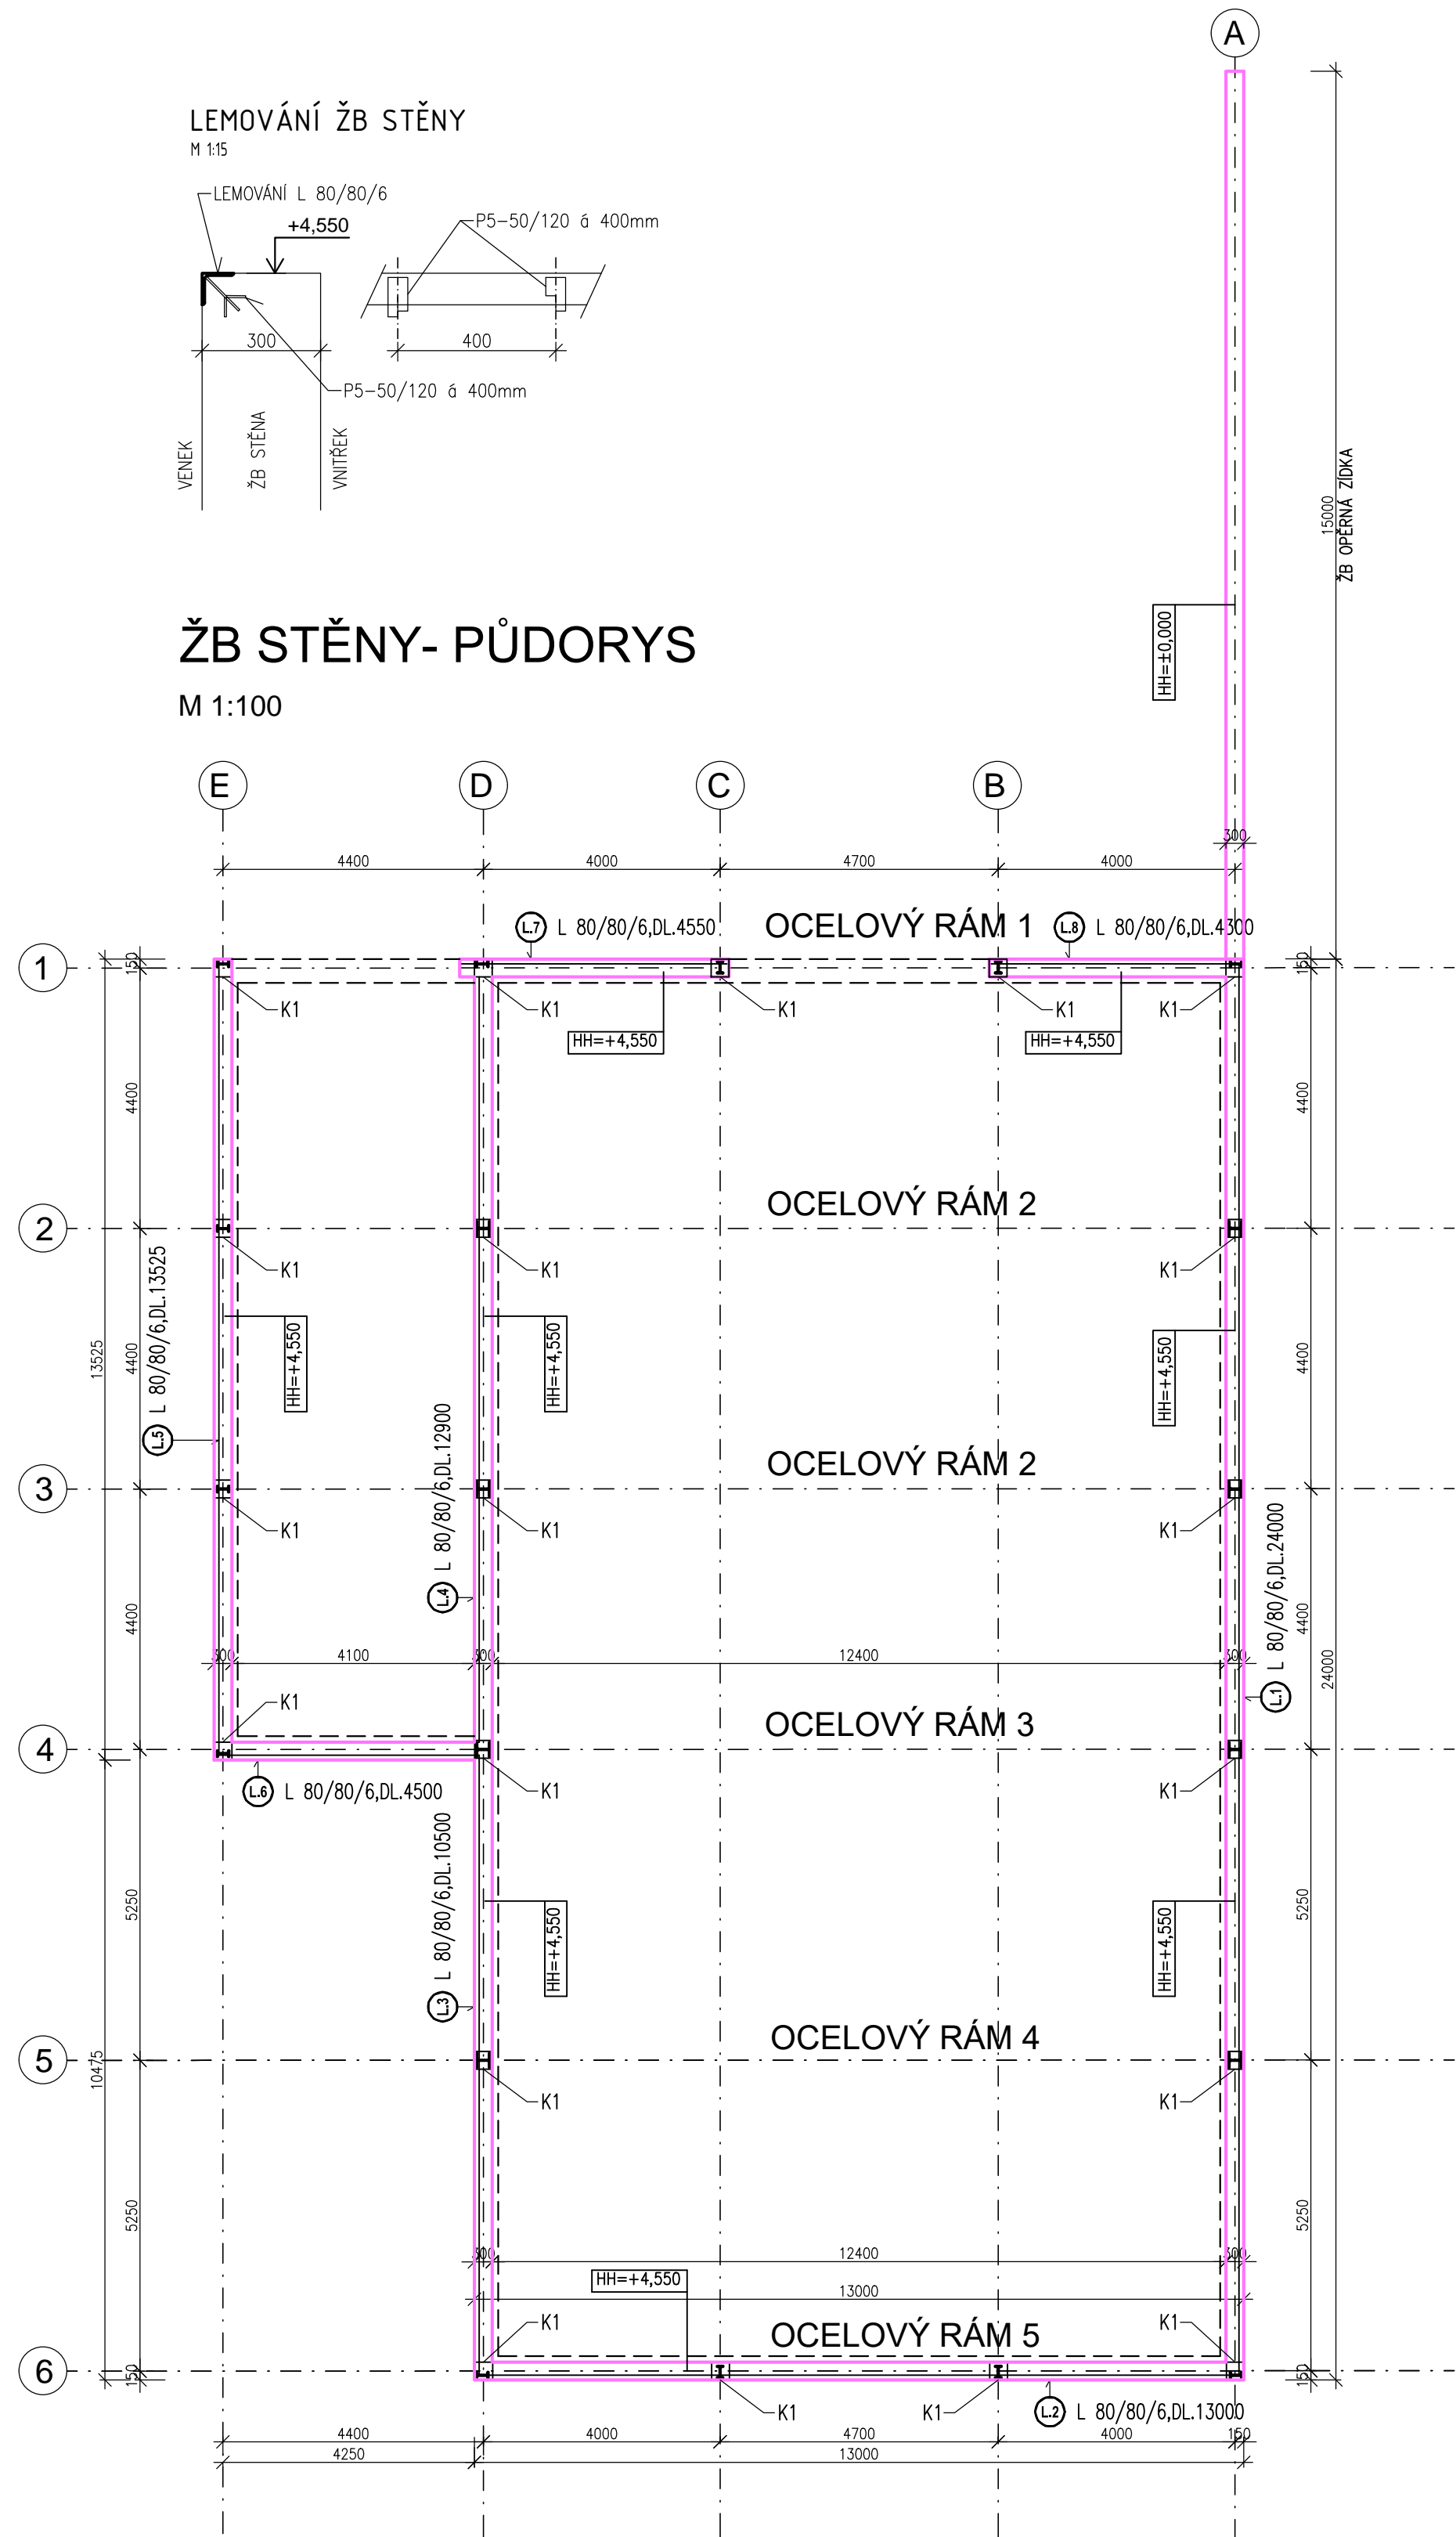 A
LEMOVÁNÍ ŽB STĚNY
M 1:15
LEMOVÁNÍ L 80/80/6
+4,550
P5-50/120 á 400mm
300
400
P5-50/120 á 400mm
VENEK
ŽB STĚNA
VNITŘEK
15000
ŽB OPĚRNÁ ZÍDKA
HH=±0,000
ŽB STĚNY- PŮDORYS
M 1:100
E
D
C
B
300
4400
4000
4700
4000
L.7
L 80/80/6,DL.4550
OCELOVÝ RÁM 1
L.8
L 80/80/6,DL.4300
1
150
150
K1
K1
K1
K1
K1
HH=+4,550
HH=+4,550
4400
4400
OCELOVÝ RÁM 2
2
K1
K1
K1
L.5
L 80/80/6,DL.13525
13525
4400
HH=+4,550
HH=+4,550
HH=+4,550
4400
OCELOVÝ RÁM 2
3
K1
K1
K1
L.4
L 80/80/6,DL.12900
L.1
L 80/80/6,DL.24000
4400
4400
24000
300
4100
300
12400
300
K1
OCELOVÝ RÁM 3
4
K1
K1
L.6
L 80/80/6,DL.4500
L.3
L 80/80/6,DL.10500
5250
HH=+4,550
HH=+4,550
5250
OCELOVÝ RÁM 4
5
10475
K1
K1
5250
5250
300
12400
300
HH=+4,550
13000
K1
OCELOVÝ RÁM 5
K1
6
150
150
K1
K1
L.2
L 80/80/6,DL.13000
4400
4000
4700
4000
150
4250
13000